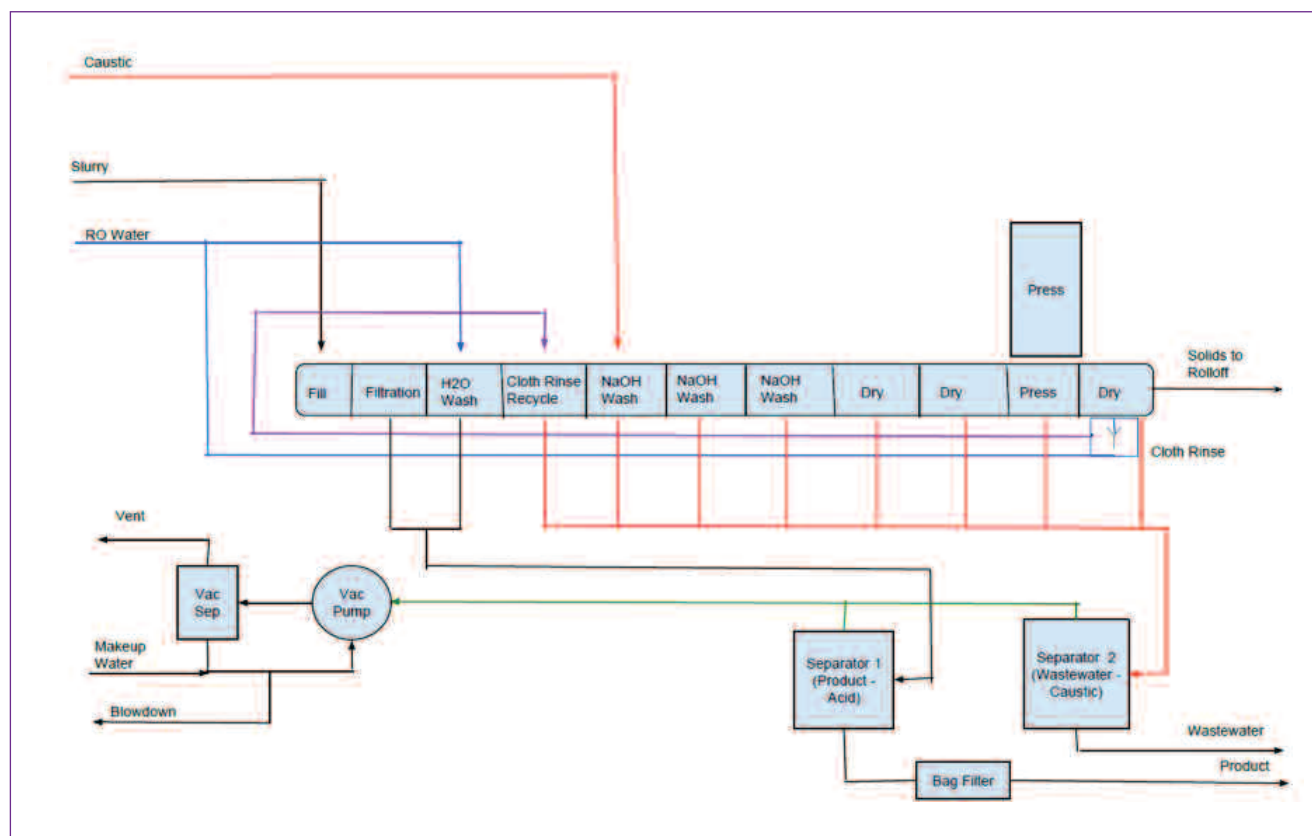 Caustic
Slurry
RO Water
Press
Solids to
Rolloff
Fill
Filtration
H2O
Wash
Cloth Rinse
Recycle
NaOH
Wash
NaOH
Wash
NaOH
Wash
Dry
Dry
Press
Dry
Cloth Rinse
Vent
Vac
Sep
Vac
Pump
Makeup
Water
Blowdown
Separator 1
(Product -
Acid)
Separator 2
(Wastewater -
Caustic)
Wastewater
Product
Bag Filter